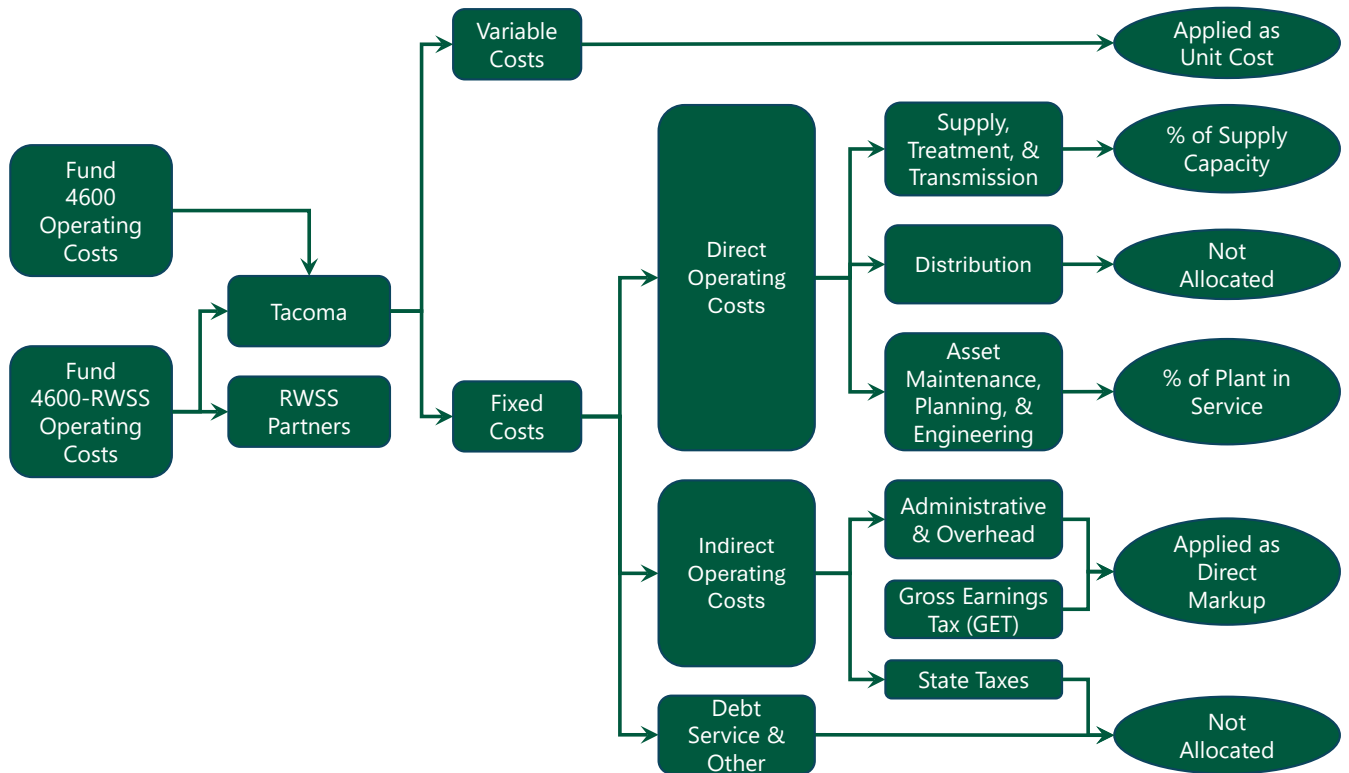 Variable
Costs
Applied as
Unit Cost
Fund
4600
Operating
Costs
Supply,
Treatment, &
Transmission
% of Supply
Capacity
Direct
Operating
Costs
Distribution
Not
Allocated
Tacoma
Fund
4600-RWSS
Operating
Costs
RWSS
Partners
Fixed
Costs
Asset
Maintenance,
Planning, &
Engineering
% of Plant in
Service
Indirect
Operating
Costs
Administrative
& Overhead
Gross Earnings
Tax (GET)
Applied as
Direct
Markup
State Taxes
Debt
Service &
Other
Not
Allocated